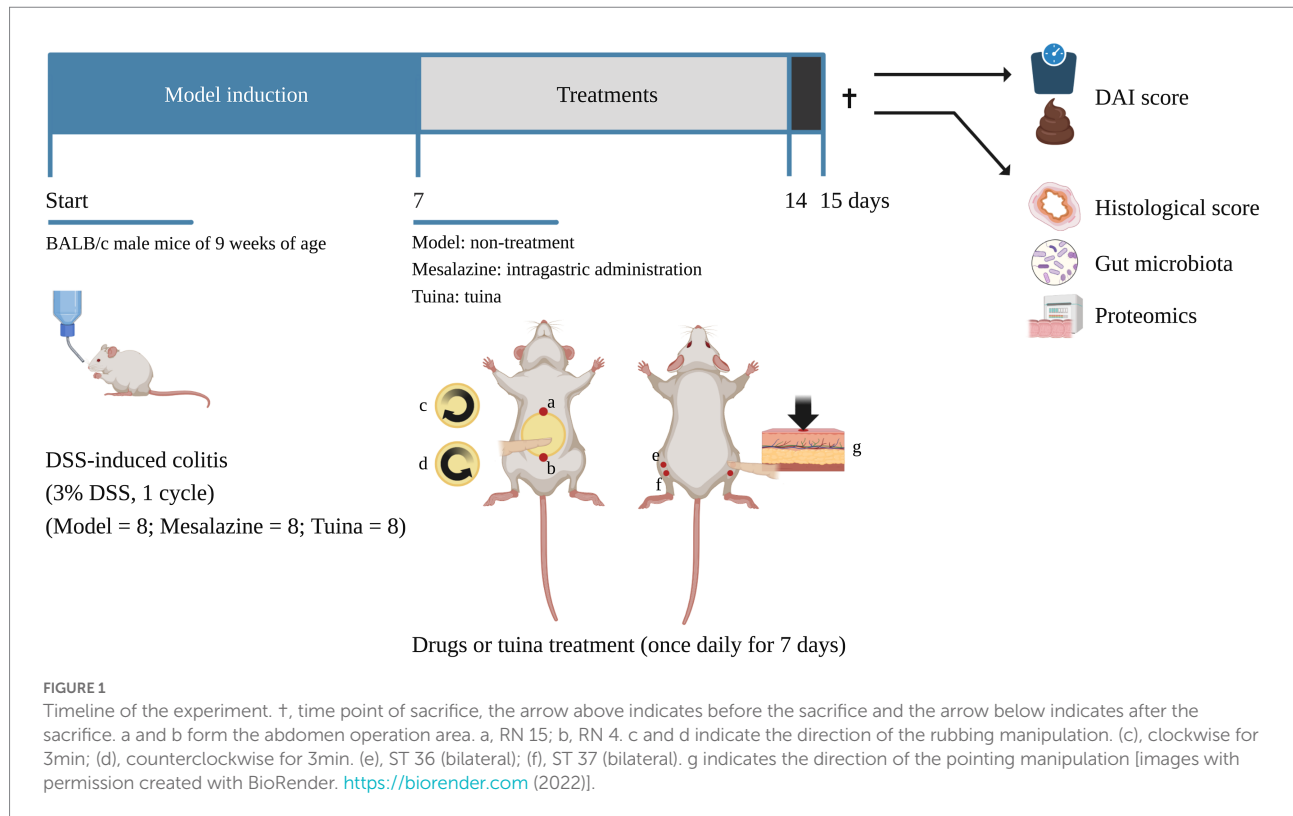 Model induction
Treatments
†
DAI score
Start
7
14
15 days
BALB/c male mice of 9 weeks of age
Model: non-treatment
Mesalazine: intragastric administration
Tuina: tuina
Histological score
Gut microbiota
Proteomics
a
c
d
b
e
f
g
DSS-induced colitis
(3% DSS, 1 cycle)
(Model = 8; Mesalazine = 8; Tuina = 8)
Drugs or tuina treatment (once daily for 7 days)
FIGURE 1
Timeline of the experiment. †, time point of sacrifice, the arrow above indicates before the sacrifice and the arrow below indicates after the
sacrifice. a and b form the abdomen operation area. a, RN 15; b, RN 4. c and d indicate the direction of the rubbing manipulation. (c), clockwise for
3min; (d), counterclockwise for 3min. (e), ST 36 (bilateral); (f), ST 37 (bilateral). g indicates the direction of the pointing manipulation [images with
permission created with BioRender. https://biorender.com (2022)].